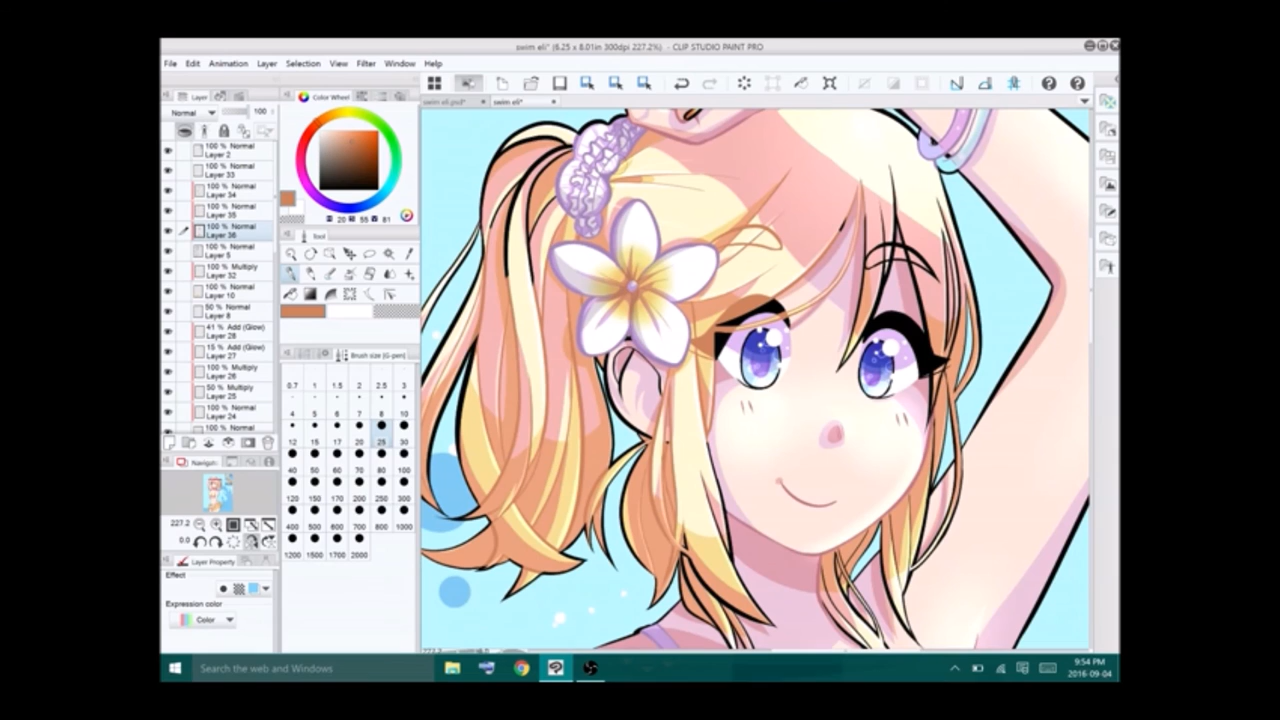 swim eli* (6.25 x 8.01in 300dpi 227.2%) - CLIP STUDIO PAINT PRO
File Edit Animation Layer Selection View Filter Window Help
swim eli.psd* swim eli*
Layer
Normal 100
100 % Normal
Layer 2
100 % Normal
Layer 33
100 % Normal
Layer 34
100 % Normal
Layer 35
100 % Normal
Layer 36
100 % Normal
Layer 5
100 % Multiply
Layer 32
100 % Normal
Layer 10
50 % Normal
Layer 8
41 % Add (Glow)
Layer 28
15 % Add (Glow)
Layer 27
100 % Multiply
Layer 26
50 % Multiply
Layer 25
100 % Normal
Layer 24
100 % Normal
Navigator
227.2
0.0
Layer Property
Effect
Expression color
Color
Color Wheel
20 55 81
Tool
Brush size [G-pen]
0.7 1 1.5 2 2.5 3
4 5 6 7 8 10
12 15 17 20 25 30
40 50 60 70 80 100
120 150 170 200 250 300
400 500 600 700 800 1000
1200 1500 1700 2000
Search the web and Windows
9:54 PM
2016-09-04